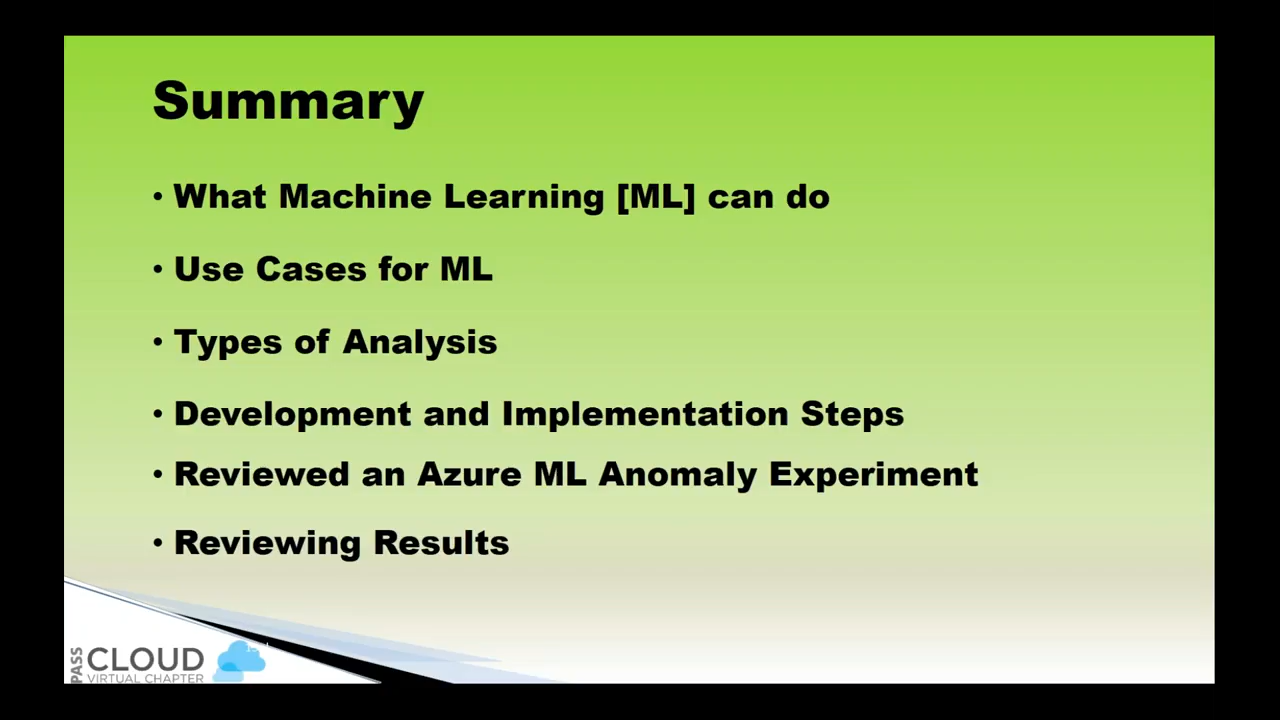 Summary
• What Machine Learning [ML] can do
• Use Cases for ML
• Types of Analysis
• Development and Implementation Steps
• Reviewed an Azure ML Anomaly Experiment
• Reviewing Results
PASS
CLOUD
VIRTUAL CHAPTER